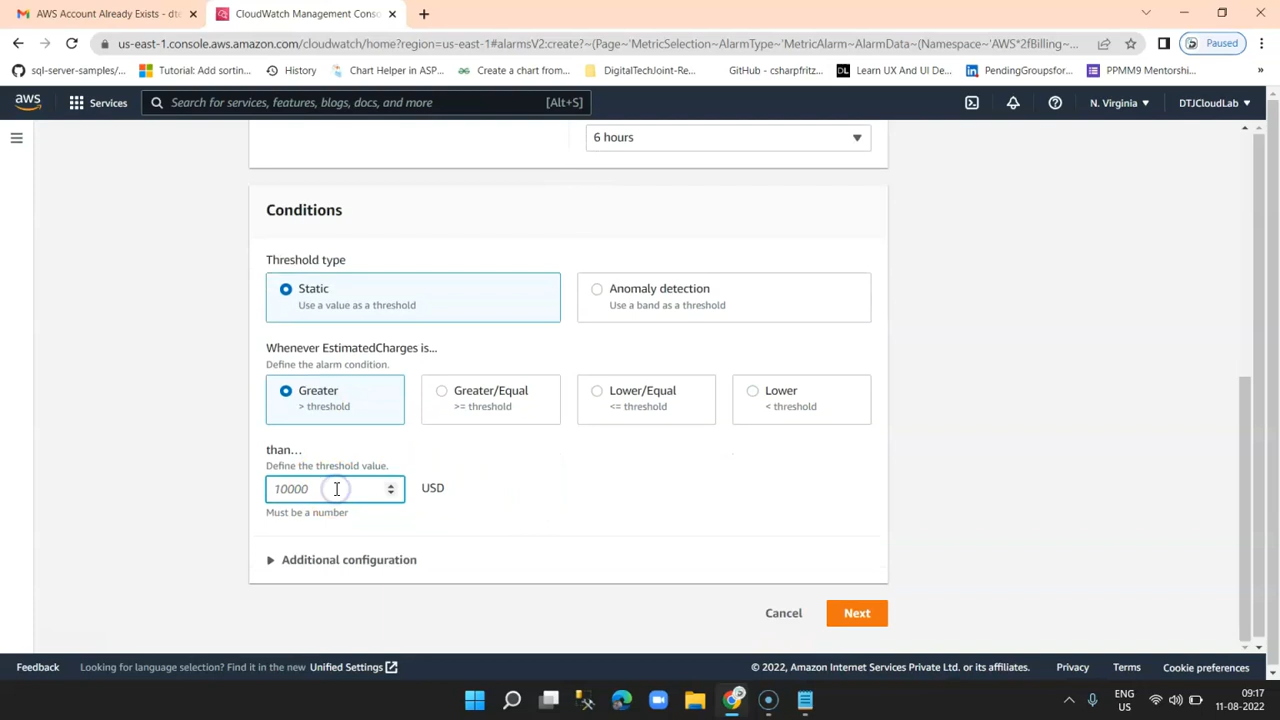 AWS Account Already Exists - dte
CloudWatch Management Conso
us-east-1.console.aws.amazon.com/cloudwatch/home?region=us-east-1#alarmsV2:create?~(Page~'MetricSelection~AlarmType~'MetricAlarm~AlarmData~(Namespace~'AWS*2fBilling~...
Paused
sql-server-samples/...
Tutorial: Add sortin...
History
Chart Helper in ASP...
Create a chart from...
DigitalTechJoint-Re...
GitHub - csharpfritz...
DL Learn UX And UI De...
PendingGroupsfor...
PPMM9 Mentorshi...
»
aws
Services
Search for services, features, blogs, docs, and more
[Alt+S]
N. Virginia
DTJCloudLab
6 hours
Conditions
Threshold type
Static
Use a value as a threshold
Anomaly detection
Use a band as a threshold
Whenever EstimatedCharges is...
Define the alarm condition.
Greater
> threshold
Greater/Equal
>= threshold
Lower/Equal
<= threshold
Lower
< threshold
than...
Define the threshold value.
10000
USD
Must be a number
Additional configuration
Cancel
Next
Feedback
Looking for language selection? Find it in the new Unified Settings
© 2022, Amazon Internet Services Private Ltd. or its affiliates.
Privacy
Terms
Cookie preferences
ENG
US
09:17
11-08-2022